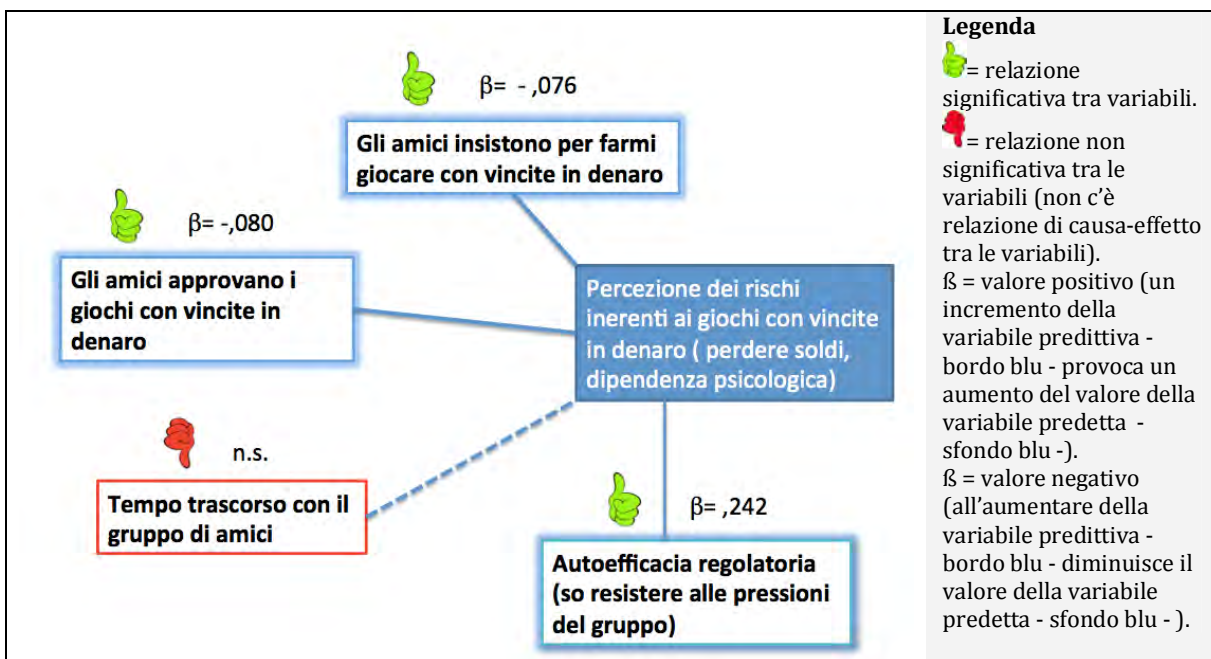 β= - ,076
Gli amici insistono per farmi
giocare con vincite in denaro
β= -,080
Gli amici approvano i
giochi con vincite in
denaro
Percezione dei rischi
inerenti ai giochi con vincite
in denaro ( perdere soldi,
dipendenza psicologica)
n.s.
Tempo trascorso con il
gruppo di amici
β= ,242
Autoefficacia regolatoria
(so resistere alle pressioni
del gruppo)
Legenda
= relazione
significativa tra variabili.
= relazione non
significativa tra le
variabili (non c’è
relazione di causa-effetto
tra le variabili).
ß = valore positivo (un
incremento della
variabile predittiva -
bordo blu - provoca un
aumento del valore della
variabile predetta -
sfondo blu -).
ß = valore negativo
(all’aumentare della
variabile predittiva -
bordo blu - diminuisce il
valore della variabile
predetta - sfondo blu - ).